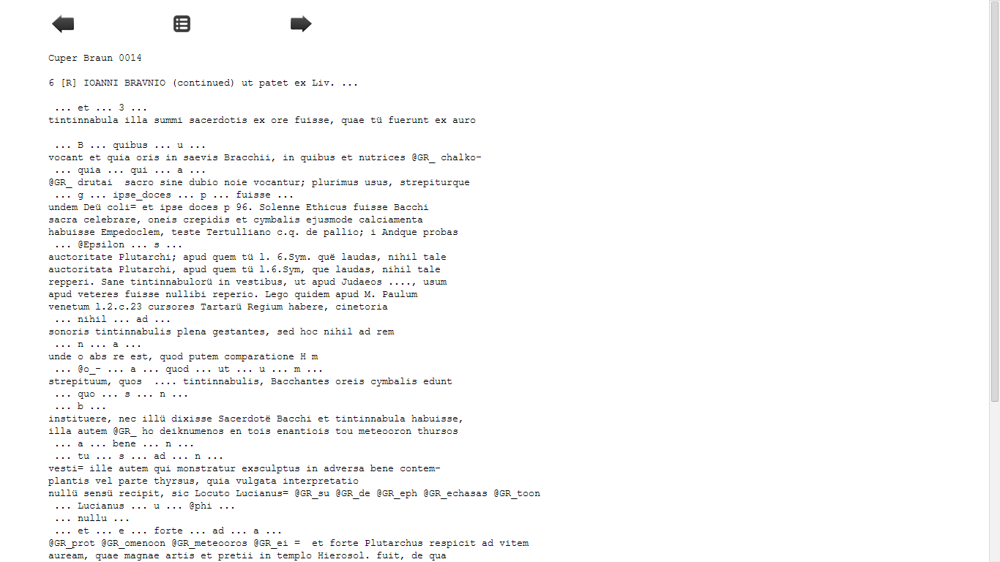 Cuper Braun 0014
6 [R] IOANNI BRAVNIO (continued) ut patet ex Liv. ...
... et ... 3 ...
tintinnabula illa summi sacerdotis ex ore fuisse, quae tü fuerunt ex auro
... B ... quibus ... u ...
vocant et quia oris in saevis Bracchii, in quibus et nutrices @GR_ chalko-
... quia ... qui ... a ...
@GR_ drutai  sacro sine dubio noie vocantur; plurimus usus, strepiturque
... g ... ipse_doces ... p ... fuisse ...
undem Deü coli= et ipse doces p 96. Solenne Ethicus fuisse Bacchi
sacra celebrare, oneis crepidis et cymbalis ejusmode calciamenta
habuisse Empedoclem, teste Tertulliano c.q. de pallio; i Andque probas
... @Epsilon ... s ...
auctoritate Plutarchi; apud quem tü l. 6.Sym. quë laudas, nihil tale
auctoritata Plutarchi, apud quem tü l.6.Sym, que laudas, nihil tale
repperi. Sane tintinnabulorü in vestibus, ut apud Judaeos ...., usum
apud veteres fuisse nullibi reperio. Lego quidem apud M. Paulum
venetum l.2.c.23 cursores Tartarü Regium habere, cinetoria
... nihil ... ad ...
sonoris tintinnabulis plena gestantes, sed hoc nihil ad rem
... n ... a ...
unde o abs re est, quod putem comparatione H m
... @o_- ... a ... quod ... ut ... u ... m ...
strepituum, quos  .... tintinnabulis, Bacchantes oreis cymbalis edunt
... quo ... s ... n ...
... b ...
instituere, nec illü dixisse Sacerdotë Bacchi et tintinnabula habuisse,
illa autem @GR_ ho deiknumenos en tois enantiois tou meteooron thursos
... a ... bene ... n ...
... tu ... s ... ad ... n ...
vesti= ille autem qui monstratur exsculptus in adversa bene contem-
plantis vel parte thyrsus, quia vulgata interpretatio
nullü sensü recipit, sic Locuto Lucianus= @GR_su @GR_de @GR_eph @GR_echasas @GR_toon
... Lucianus ... u ... @phi ...
... nullu ...
... et ... e ... forte ... ad ... a ...
@GR_prot @GR_omenoon @GR_meteooros @GR_ei =  et forte Plutarchus respicit ad vitem
auream, quae magnae artis et pretii in templo Hierosol. fuit, de qua